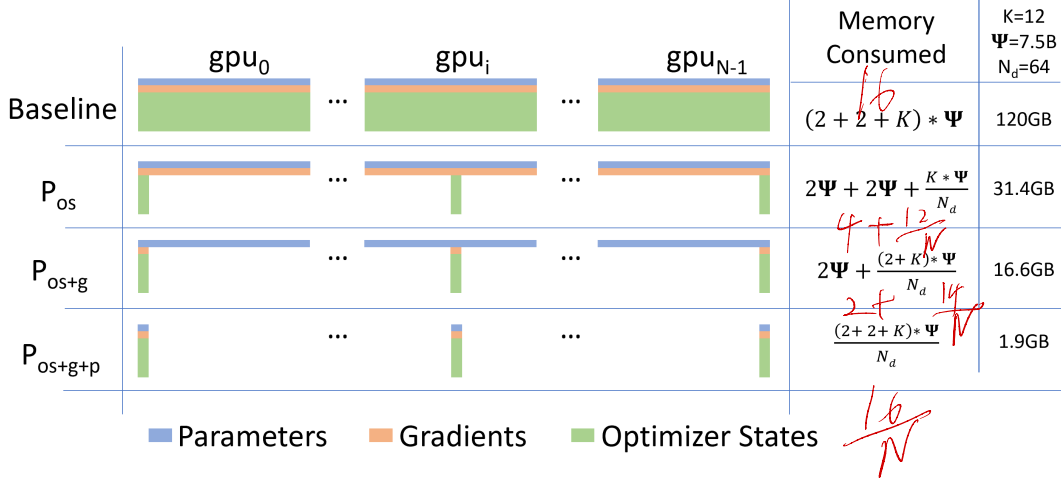 gpu0 gpui gpuN-1 Memory Consumed K=12 Ψ=7.5B Nd=64
16
Baseline ... ... (2 + 2 + K) ∗ Ψ 120GB
Pos ... ... 2Ψ + 2Ψ + K ∗ Ψ / Nd 31.4GB
4 + 12/N
Pos+g ... ... 2Ψ + (2+ K)∗ Ψ / Nd 16.6GB
2 + 14/N
Pos+g+p ... ... (2+ 2+ K)∗ Ψ / Nd 1.9GB
16/N
Parameters Gradients Optimizer States